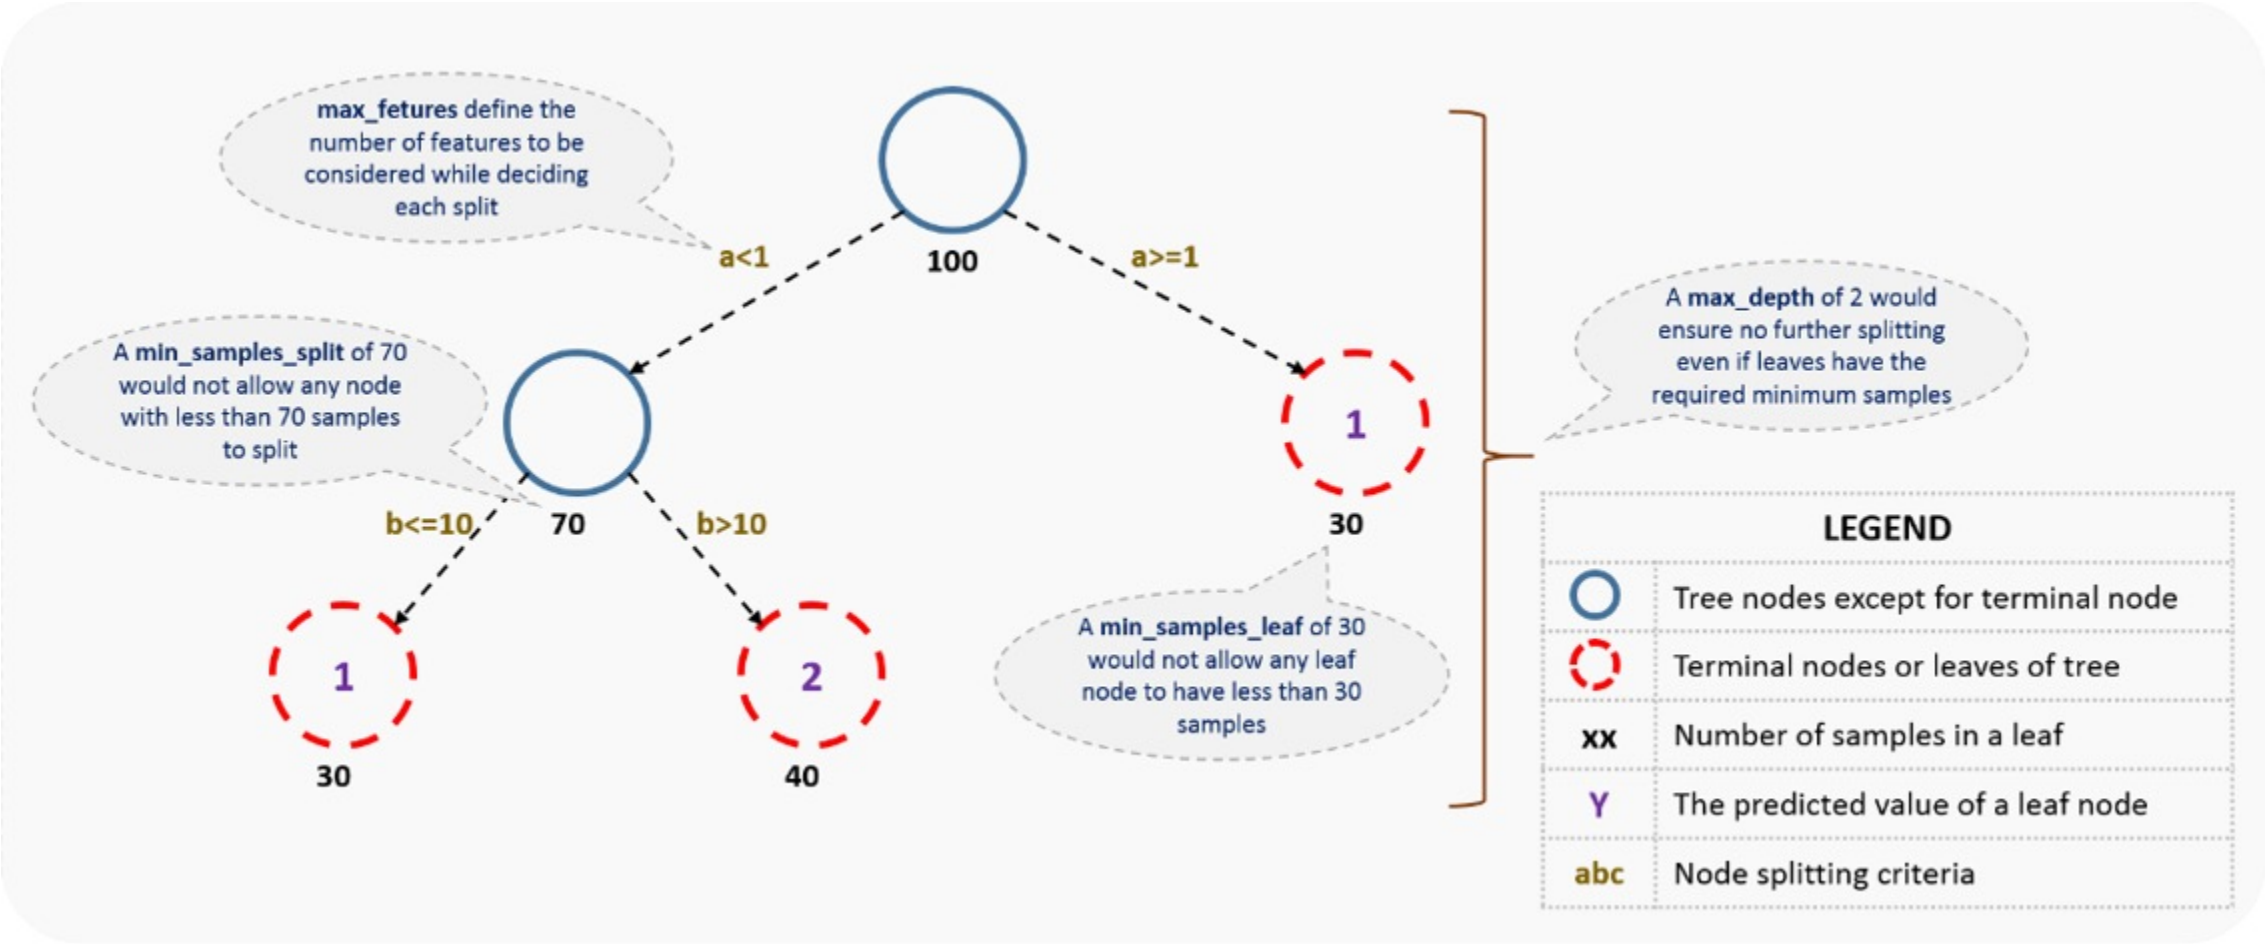 max_fetures define the
number of features to be
considered while deciding
each split
100
a<1
a>=1
A max_depth of 2 would
ensure no further splitting
even if leaves have the
required minimum samples
A min_samples_split of 70
would not allow any node
with less than 70 samples
to split
1
b<=10
70
b>10
30
LEGEND
Tree nodes except for terminal node
Terminal nodes or leaves of tree
xx Number of samples in a leaf
Y The predicted value of a leaf node
abc Node splitting criteria
A min_samples_leaf of 30
would not allow any leaf
node to have less than 30
samples
1
2
30
40